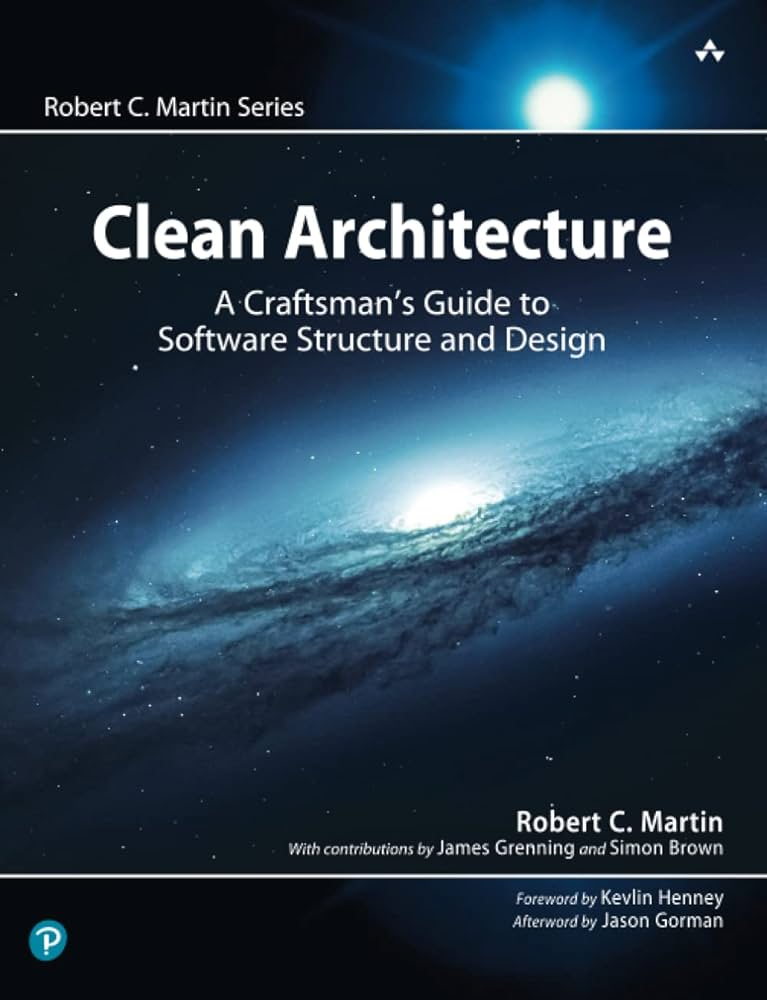 Robert C. Martin Series
Clean Architecture
A Craftsman's Guide to
Software Structure and Design
Robert C. Martin
With contributions by James Grenning and Simon Brown
Foreword by Kevlin Henney
Afterword by Jason Gorman
P